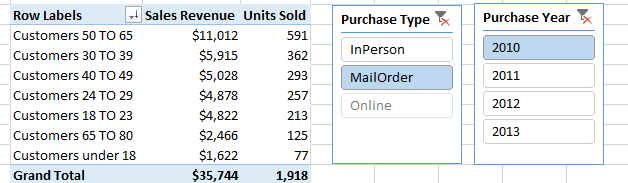 Row Labels Sales Revenue Units Sold
Customers 50 TO 65 $11,012 591
Customers 30 TO 39 $5,915 362
Customers 40 TO 49 $5,028 293
Customers 24 TO 29 $4,878 257
Customers 18 TO 23 $4,822 213
Customers 65 TO 80 $2,466 125
Customers under 18 $1,622 77
Grand Total $35,744 1,918
Purchase Type
InPerson
MailOrder
Online
Purchase Year
2010
2011
2012
2013